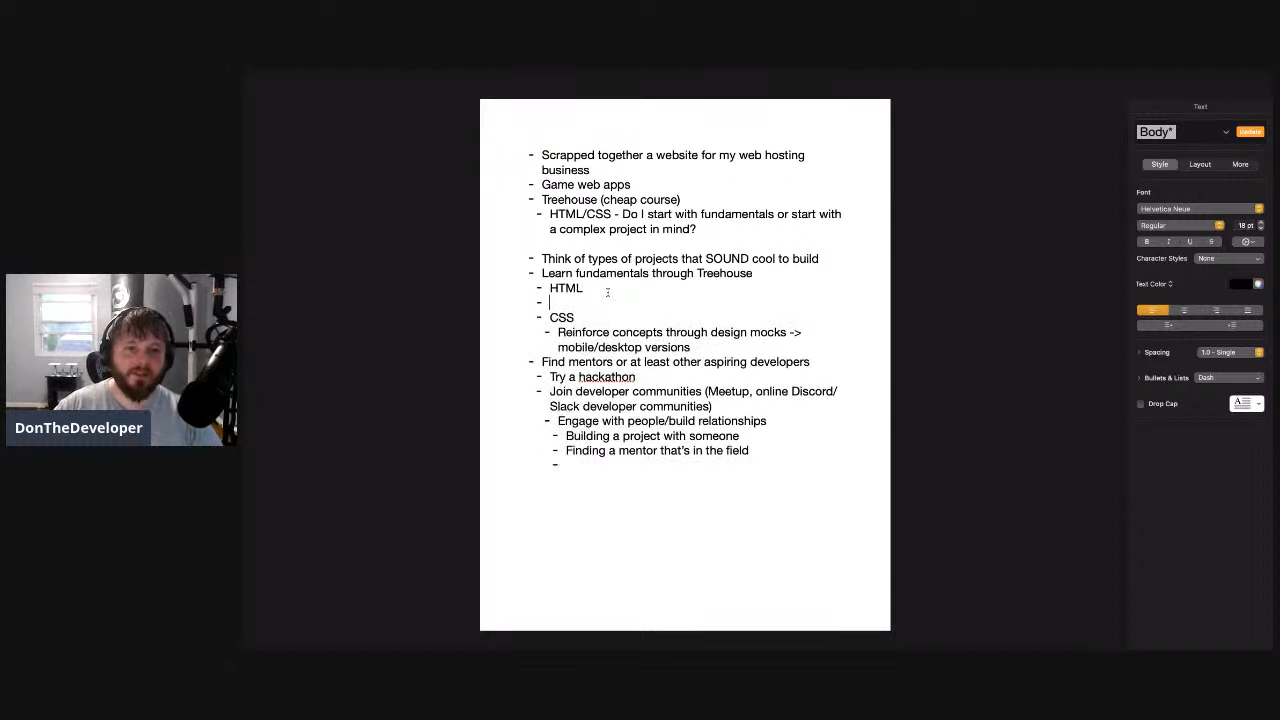 Text
Body*
Update
Style Layout More
Font
Helvetica Neue
Regular 18 pt
B I U S
Character Styles None
Text Color
Spacing 1.0 - Single
Bullets & Lists Dash
Drop Cap
- Scrapped together a website for my web hosting
business
- Game web apps
- Treehouse (cheap course)
- HTML/CSS - Do I start with fundamentals or start with
a complex project in mind?
- Think of types of projects that SOUND cool to build
- Learn fundamentals through Treehouse
- HTML
-
- CSS
- Reinforce concepts through design mocks ->
mobile/desktop versions
- Find mentors or at least other aspiring developers
- Try a hackathon
- Join developer communities (Meetup, online Discord/
Slack developer communities)
- Engage with people/build relationships
- Building a project with someone
- Finding a mentor that's in the field
-
DonTheDeveloper